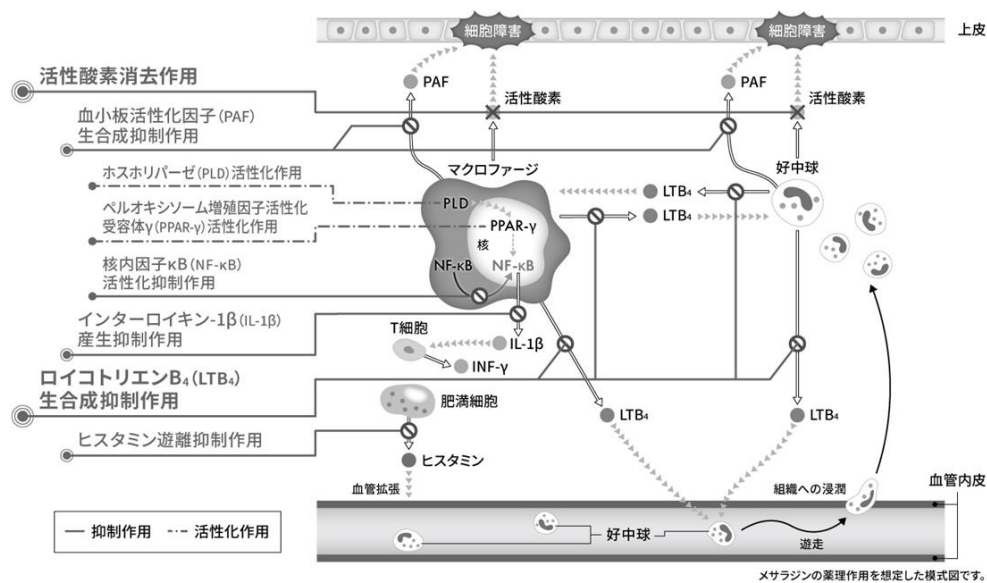 細胞障害
細胞障害
上皮
PAF
PAF
活性酸素消去作用
活性酸素
活性酸素
血小板活性化因子（PAF）
生合成抑制作用
マクロファージ
好中球
ホスホリパーゼ（PLD）活性化作用
PLD
LTB₄
LTB₄
ペルオキシソーム増殖因子活性化
受容体γ（PPAR-γ）活性化作用
PPAR-γ
核
核内因子κB（NF-κB）
活性化抑制作用
NF-κB
NF-κB
インターロイキン-1β（IL-1β）
産生抑制作用
T細胞
IL-1β
INF-γ
ロイコトリエンB₄（LTB₄）
生合成抑制作用
肥満細胞
LTB₄
LTB₄
ヒスタミン遊離抑制作用
ヒスタミン
血管拡張
組織への浸潤
血管内皮
抑制作用
活性化作用
好中球
遊走
メサラジンの薬理作用を想定した模式図です。